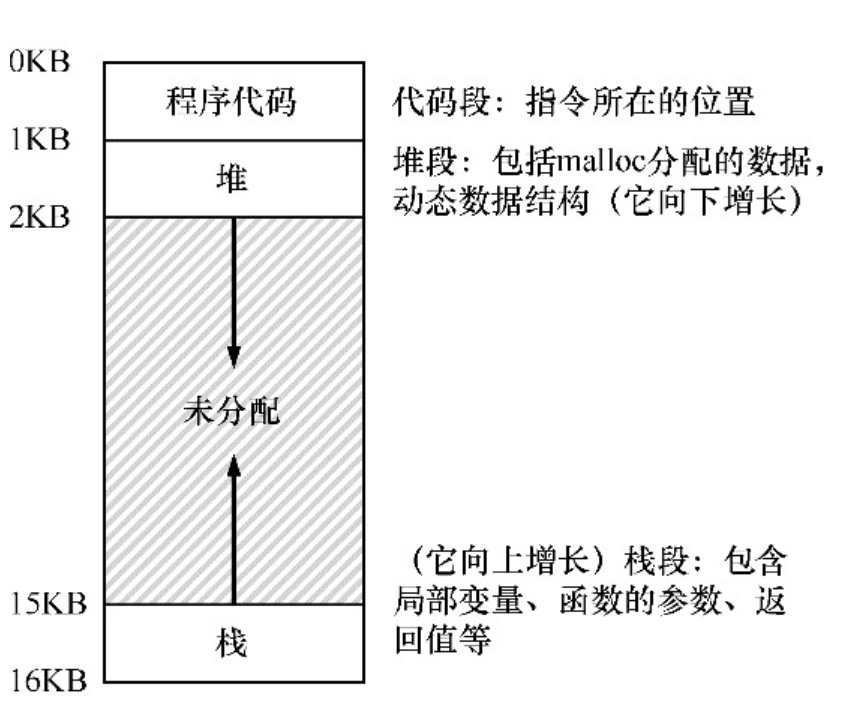 0KB
程序代码
代码段：指令所在的位置
1KB
堆
堆段：包括malloc分配的数据，
动态数据结构（它向下增长）
2KB
未分配
（它向上增长）栈段：包含
局部变量、函数的参数、返
回值等
15KB
栈
16KB